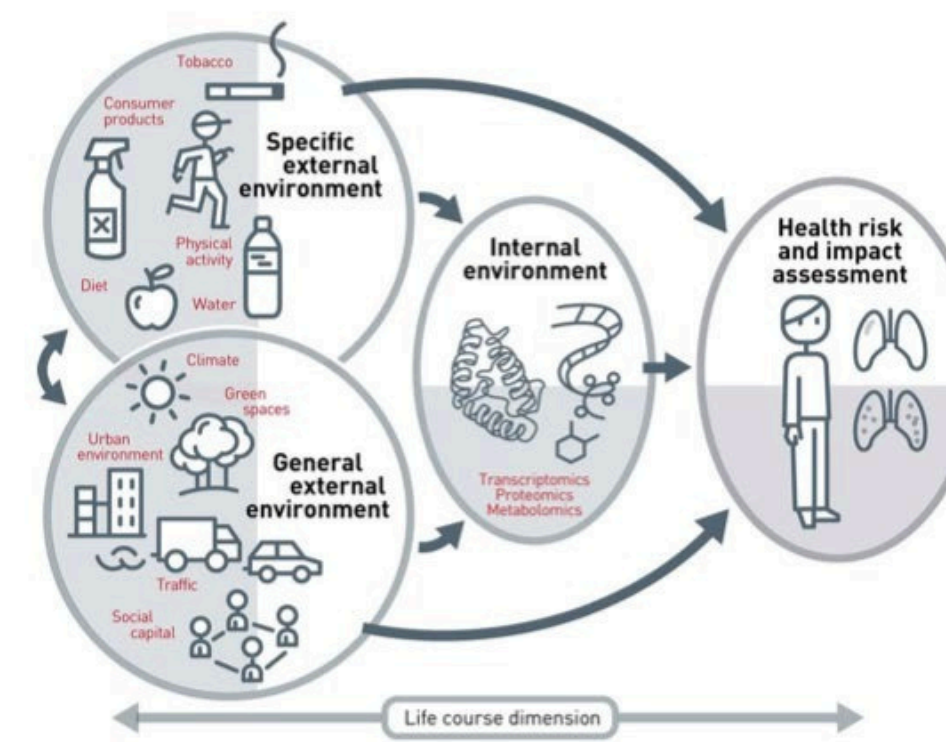 Tobacco
Consumer
products
Specific
external
environment
Physical
activity
Diet
Water
Climate
Green
spaces
Urban
environment
General
external
environment
Traffic
Social
capital
Internal
environment
Transcriptomics
Proteomics
Metabolomics
Health risk
and impact
assessment
Life course dimension